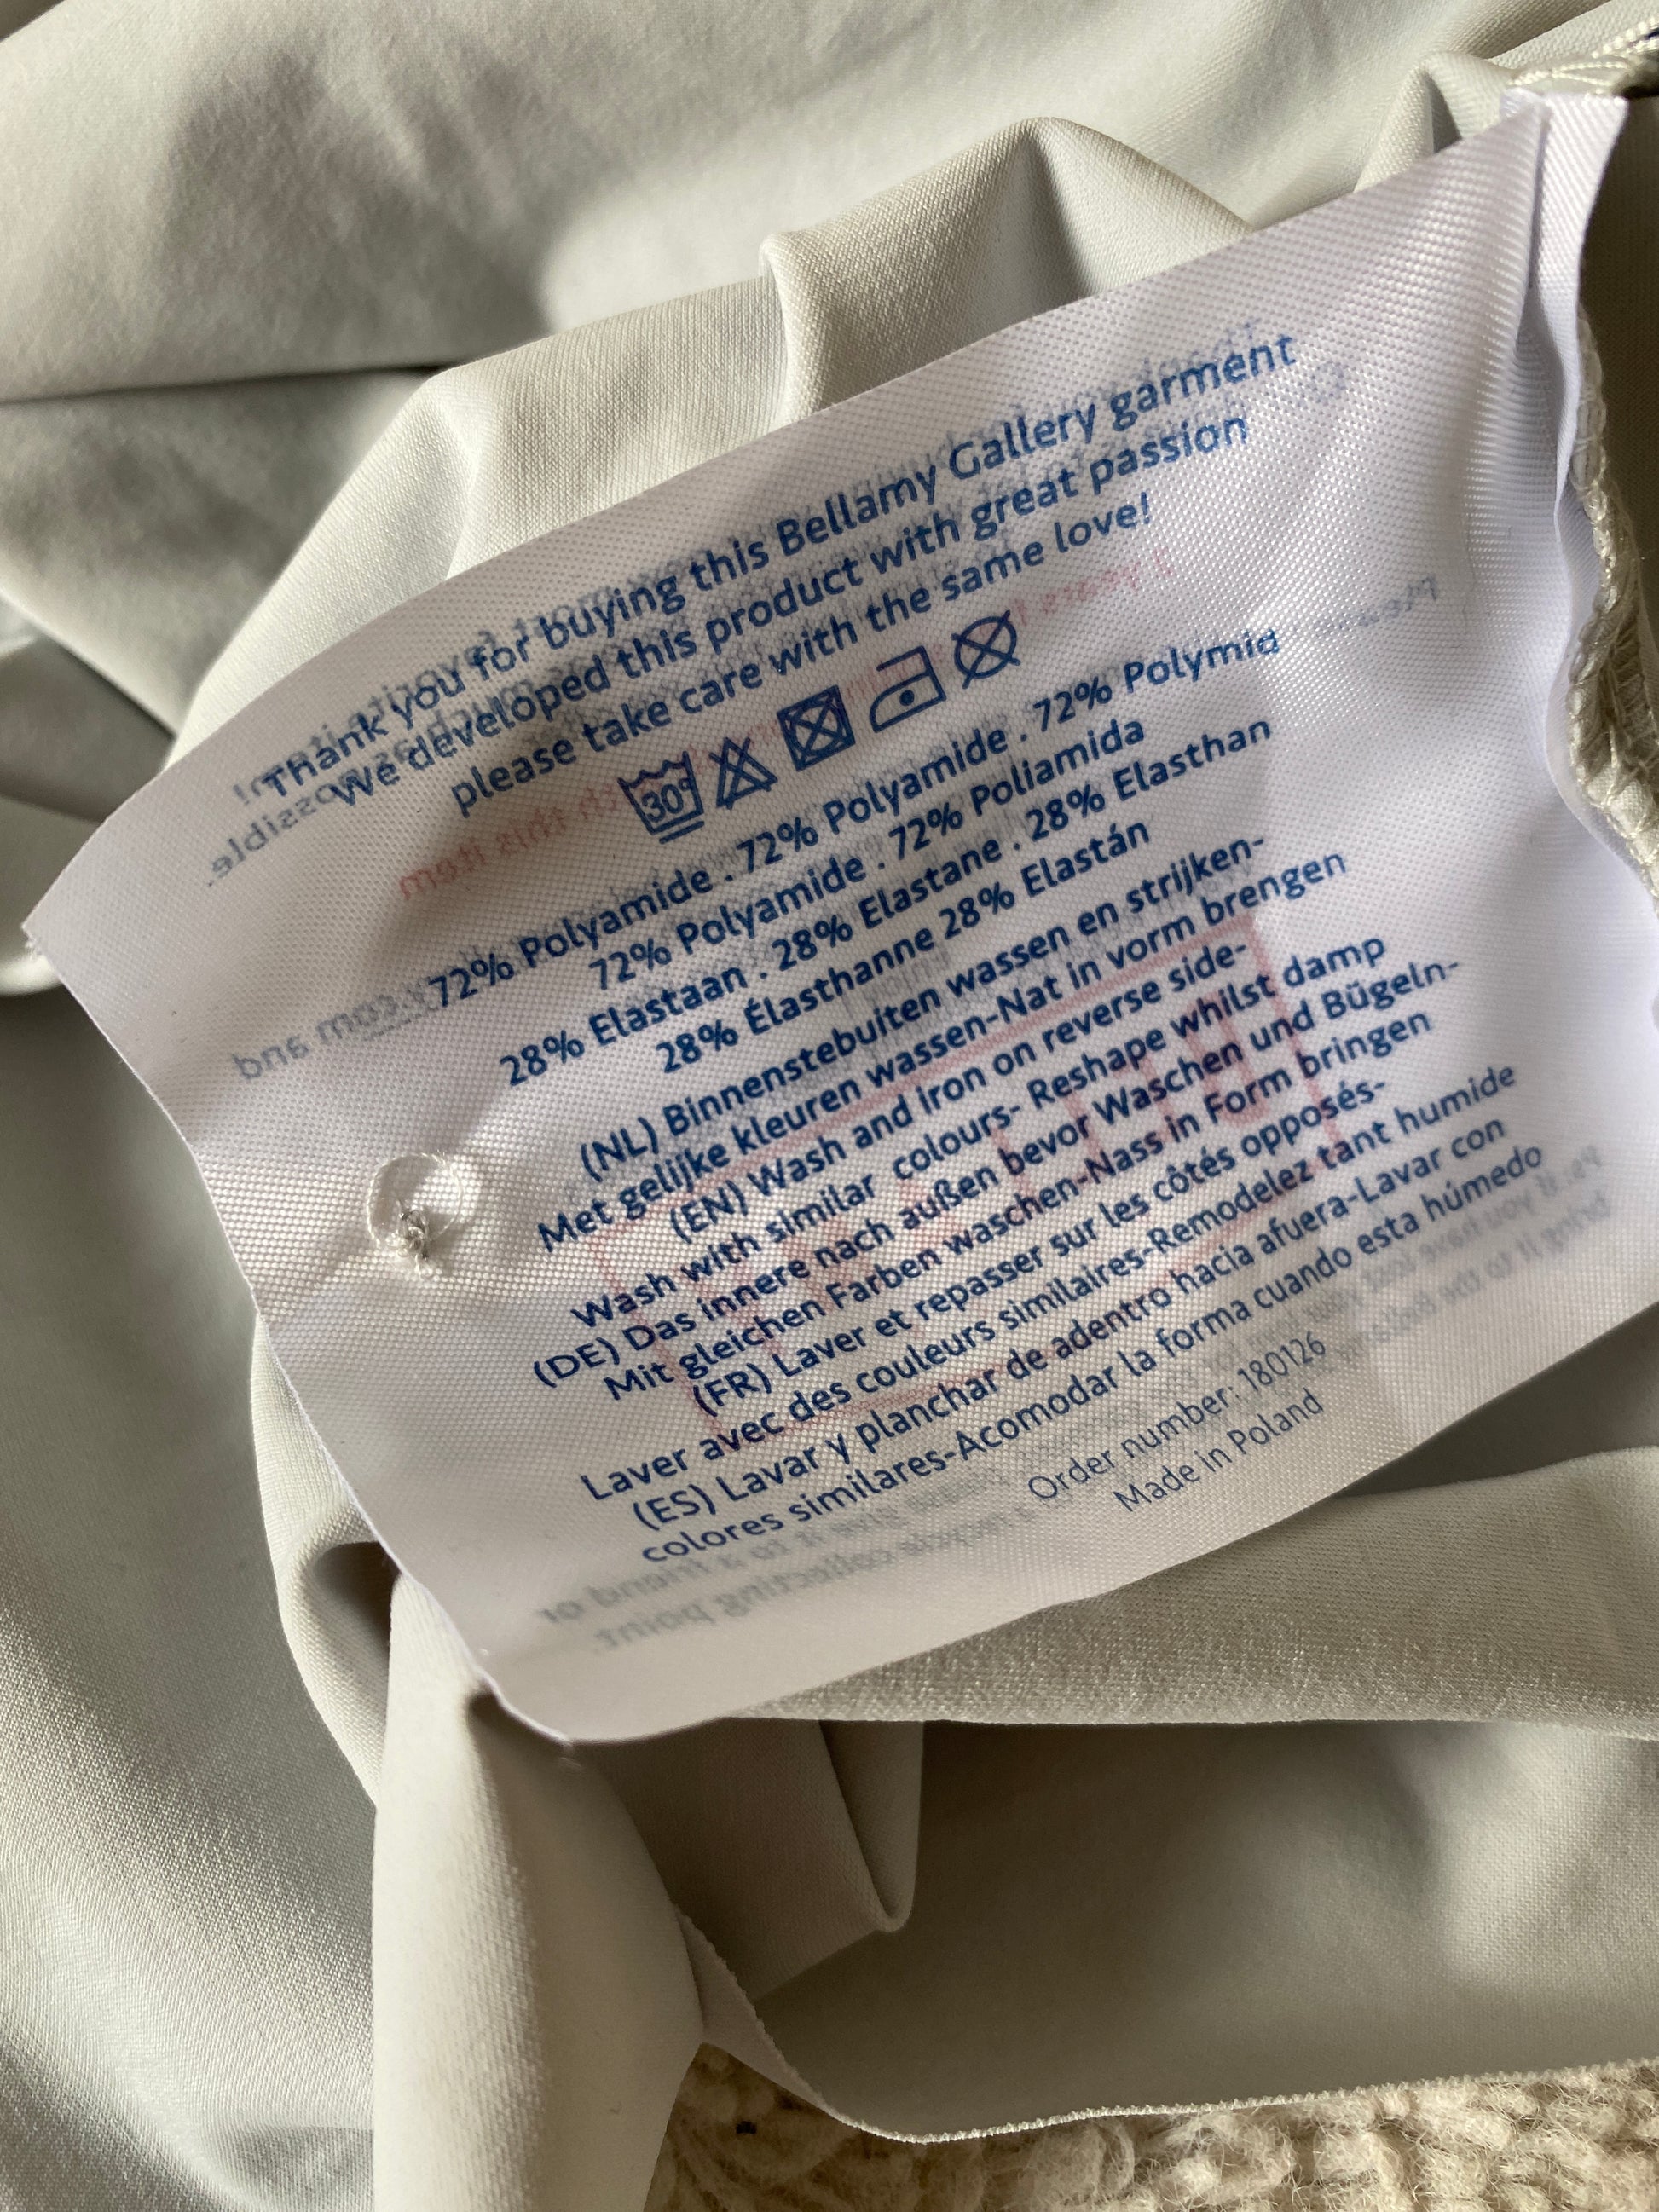 Thank you for buying this Bellamy Gallery garment
We developed this product with great passion
please take care with the same love!
30°
72% Polyamide . 72% Polyamide . 72% Polymid
72% Polyamide . 72% Poliamida
28% Elastaan . 28% Elastane . 28% Elasthan
28% Élasthanne 28% Elastán
(NL) Binnenstebuiten wassen en strijken-
Met gelijke kleuren wassen-Nat in vorm brengen
(EN) Wash and iron on reverse side-
Wash with similar colours- Reshape whilst damp
(DE) Das innere nach außen bevor Waschen und Bügeln-
Mit gleichen Farben waschen-Nass in Form bringen
(FR) Laver et repasser sur les côtés opposés-
Laver avec des couleurs similaires-Remodelez tant humide
(ES) Lavar y planchar de adentro hacia afuera-Lavar con
colores similares-Acomodar la forma cuando esta húmedo
Order number: 180126
Made in Poland